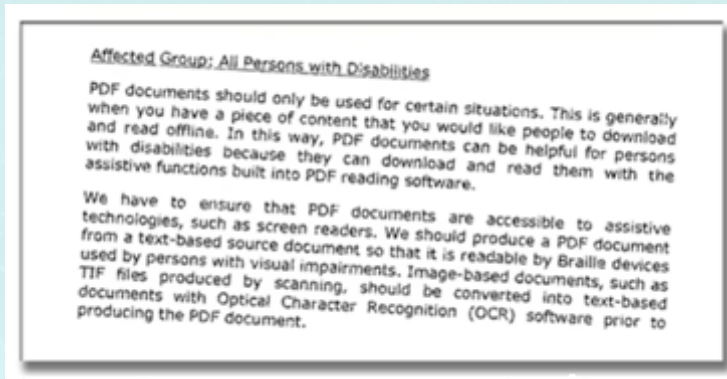 Affected Group: All Persons with Disabilities
PDF documents should only be used for certain situations. This is generally
when you have a piece of content that you would like people to download
and read offline. In this way, PDF documents can be helpful for persons
with disabilities because they can download and read them with the
assistive functions built into PDF reading software.
We have to ensure that PDF documents are accessible to assistive
technologies, such as screen readers. We should produce a PDF document
from a text-based source document so that it is readable by Braille devices
used by persons with visual impairments. Image-based documents, such as
TIF files produced by scanning, should be converted into text-based
documents with Optical Character Recognition (OCR) software prior to
producing the PDF document.